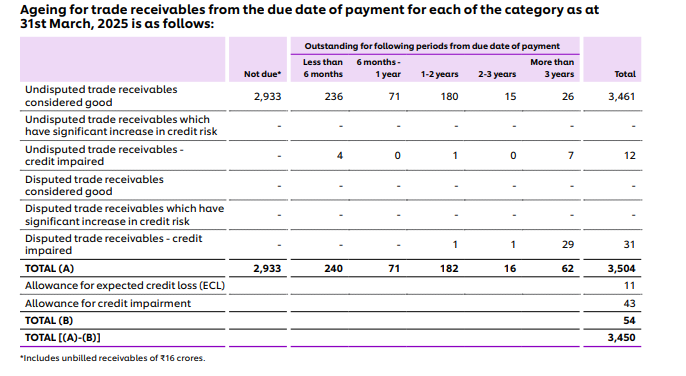 Ageing for trade receivables from the due date of payment for each of the category as at
31st March, 2025 is as follows:
Outstanding for following periods from due date of payment
Not due* Less than 6 months 6 months - 1 year 1-2 years 2-3 years More than 3 years Total
Undisputed trade receivables
considered good 2,933 236 71 180 15 26 3,461
Undisputed trade receivables which
have significant increase in credit risk - - - - - - -
Undisputed trade receivables -
credit impaired - 4 0 1 0 7 12
Disputed trade receivables
considered good - - - - - - -
Disputed trade receivables which have
significant increase in credit risk - - - - - - -
Disputed trade receivables - credit
impaired - - - 1 1 29 31
TOTAL (A) 2,933 240 71 182 16 62 3,504
Allowance for expected credit loss (ECL) 11
Allowance for credit impairment 43
TOTAL (B) 54
TOTAL [(A)-(B)] 3,450
*Includes unbilled receivables of ₹16 crores.